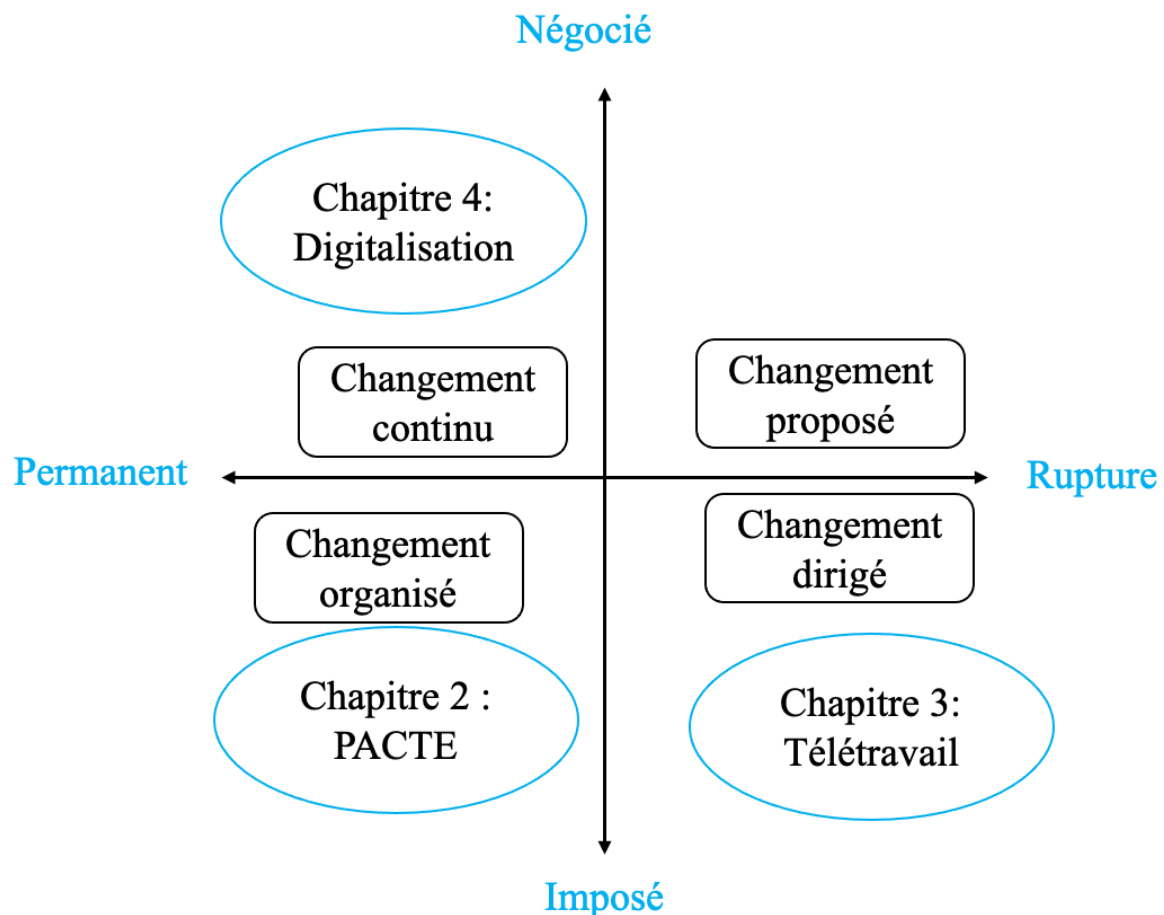 Négocié
Chapitre 4:
Digitalisation
Changement
continu
Changement
proposé
Permanent
Rupture
Changement
organisé
Changement
dirigé
Chapitre 2 :
PACTE
Chapitre 3:
Télétravail
Imposé